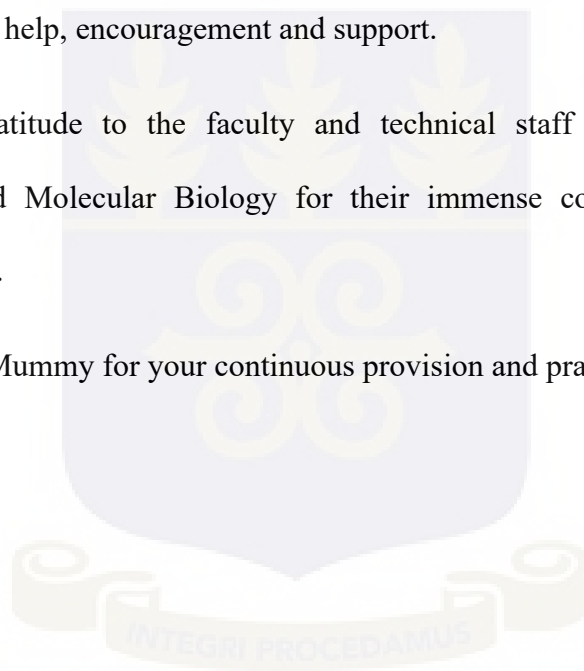 help, encouragement and support.
atitude to the faculty and technical staff
d Molecular Biology for their immense co
.
Mummy for your continuous provision and pra
INTEGRI PROCEDAMUS